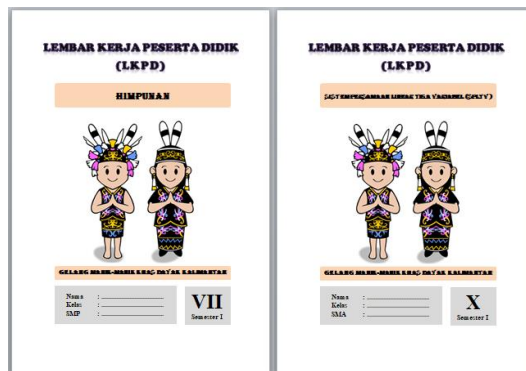 LEMBAR KERJA PESERTA DIDIK
(LKPD)
HIMPUNAN
GELANG MANIK-MANIK KHAS DAYAK KALIMANTAN
Nama : 
Kelas : 
SMP : 
VII
Semester I
LEMBAR KERJA PESERTA DIDIK
(LKPD)
SISTEM PERSAMAAN LINEAR TIGA VARIABEL (SPLTV)
GELANG MANIK-MANIK KHAS DAYAK KALIMANTAN
Nama : 
Kelas : 
SMA : 
X
Semester I